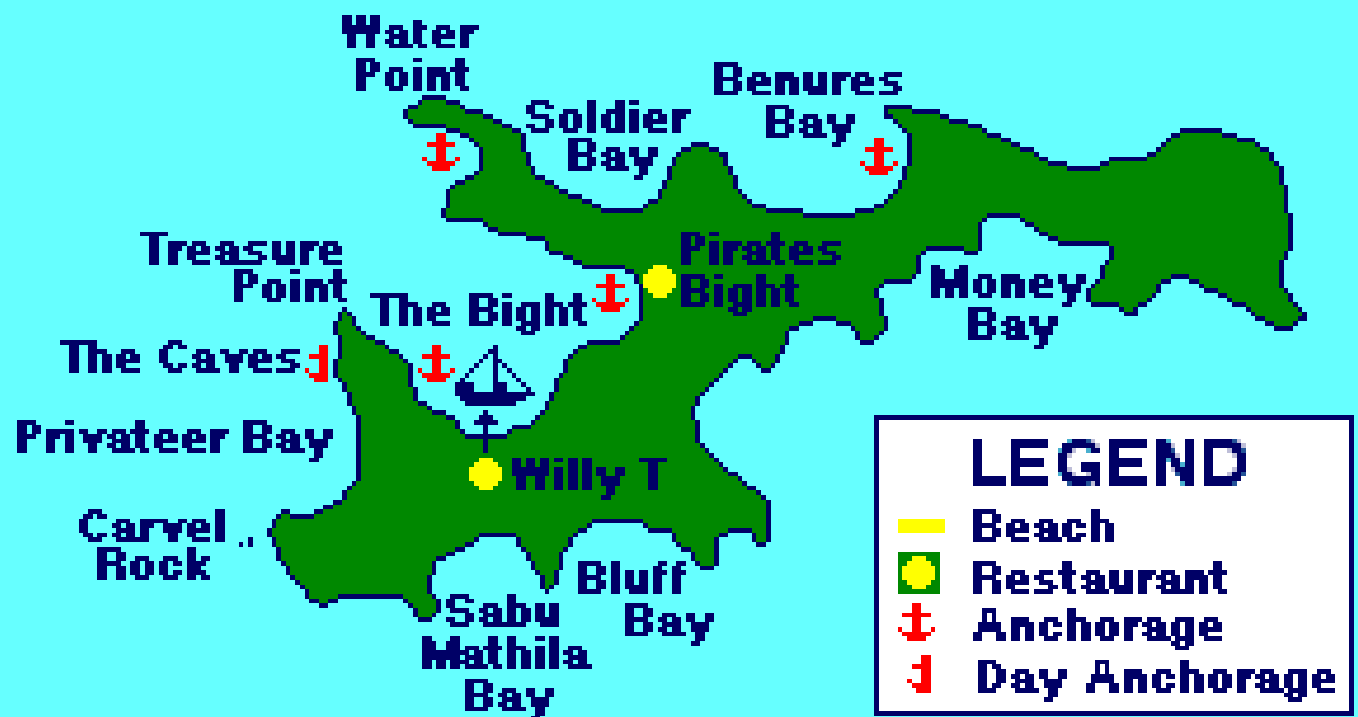 Water
Point
Soldier
Bay
Benures
Bay
Treasure
Point
The Bight
Pirates
Bight
Money
Bay
The Caves
Privateer Bay
Willy T
Carvel
Rock
Sabu
Mathila
Bay
Bluff
Bay
LEGEND
Beach
Restaurant
Anchorage
Day Anchorage